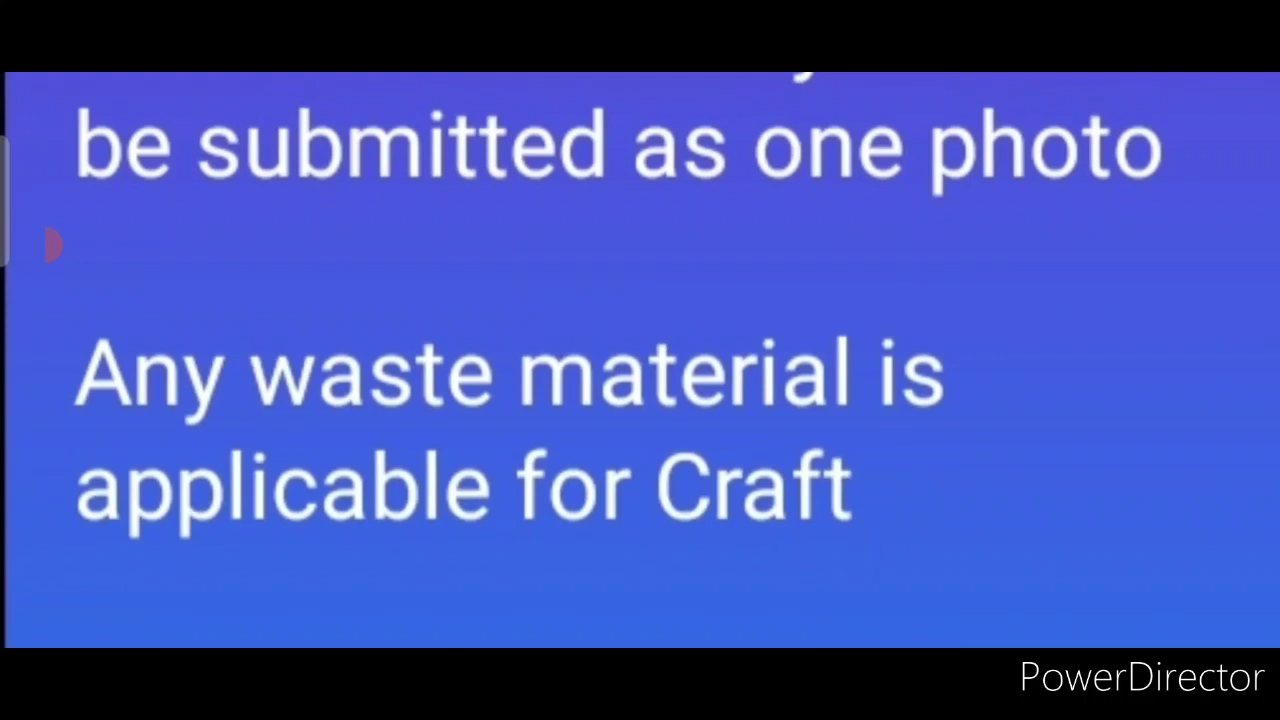 be submitted as one photo
Any waste material is
applicable for Craft
PowerDirector